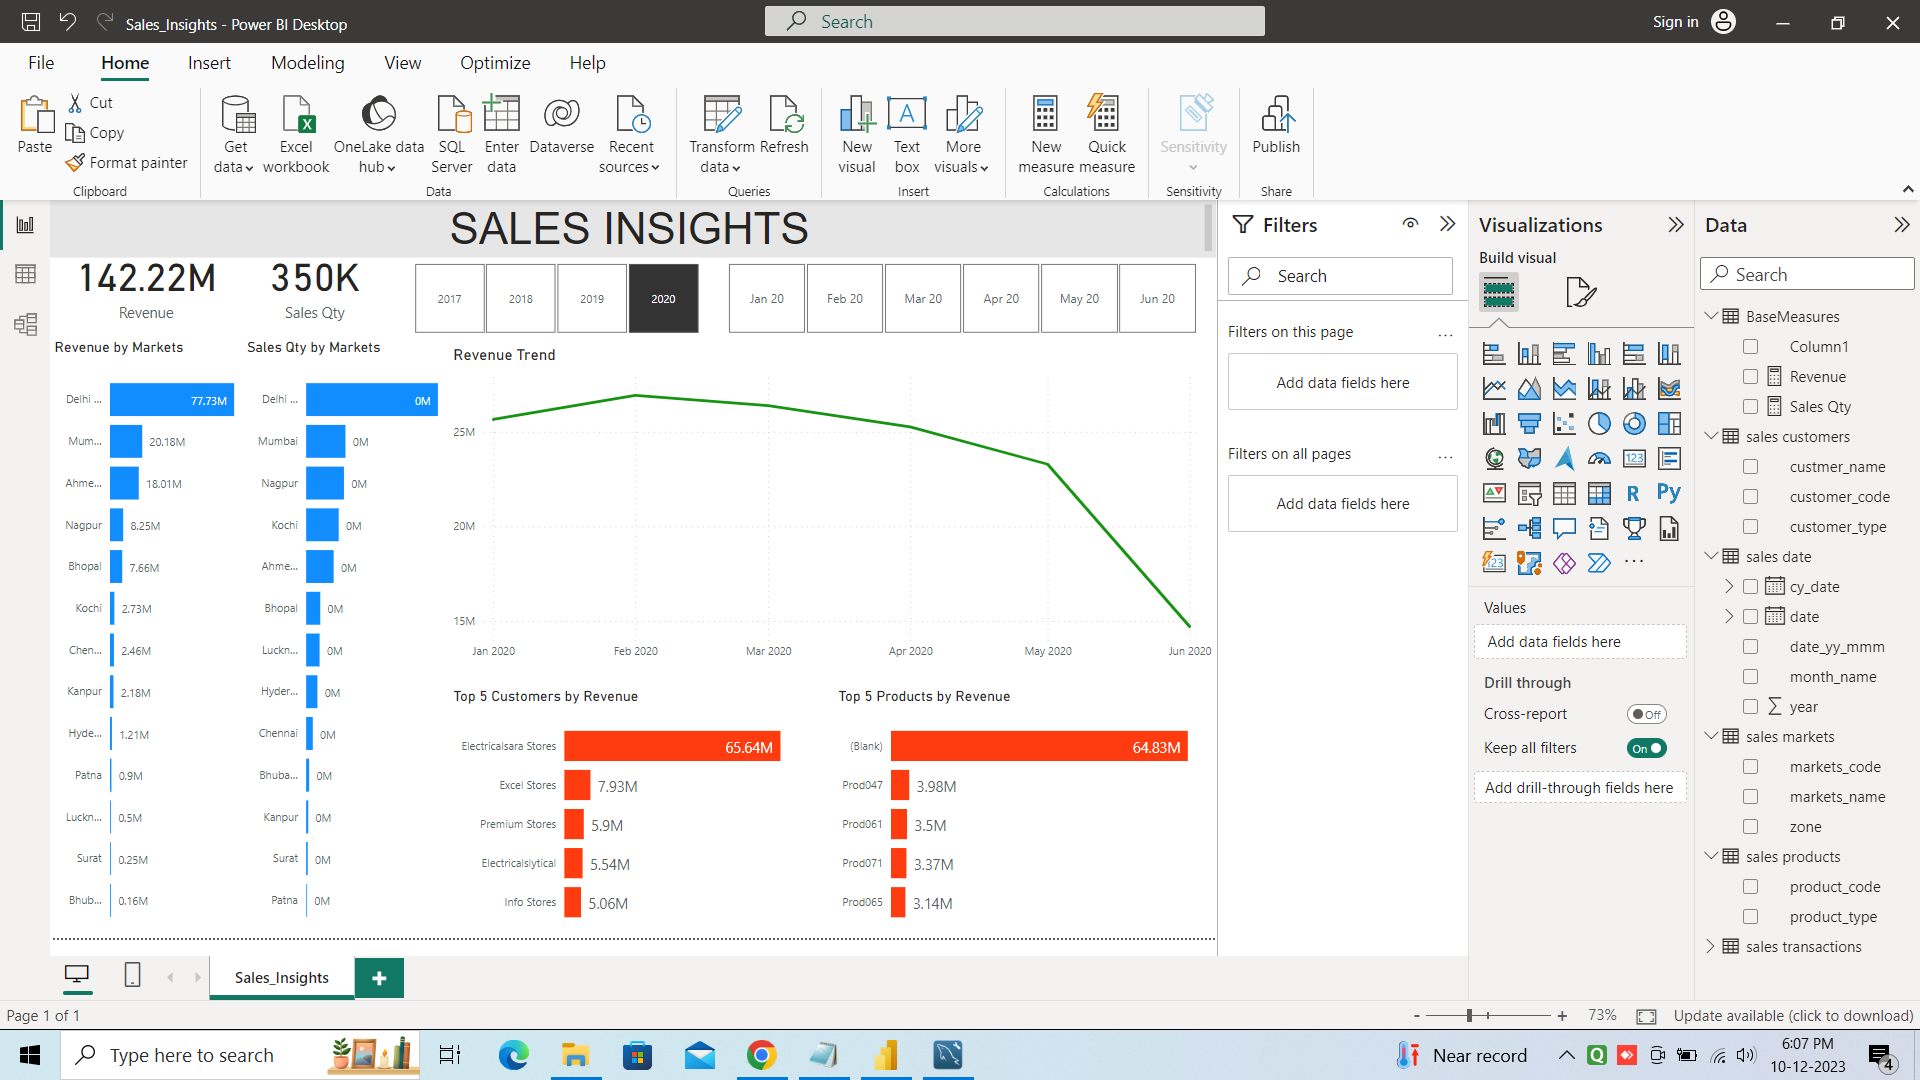 Sales_Insights - Power BI Desktop
Search
Sign in
File
Home
Insert
Modeling
View
Optimize
Help
Paste
Cut
Copy
Format painter
Clipboard
Get data
Excel workbook
OneLake data hub
SQL Server
Enter data
Dataverse
Recent sources
Data
Transform data
Refresh
Queries
New visual
A
Text box
More visuals
Insert
New measure
Quick measure
Calculations
Sensitivity
Sensitivity
Publish
Share
SALES INSIGHTS
142.22M
Revenue
350K
Sales Qty
2017
2018
2019
2020
Jan 20
Feb 20
Mar 20
Apr 20
May 20
Jun 20
Revenue by Markets
Delhi ... 77.73M
Mum... 20.18M
Ahme... 18.01M
Nagpur 8.25M
Bhopal 7.66M
Kochi 2.73M
Chen... 2.46M
Kanpur 2.18M
Hyde... 1.21M
Patna 0.9M
Luckn... 0.5M
Surat 0.25M
Bhub... 0.16M
Sales Qty by Markets
Delhi ... 0M
Mumbai 0M
Nagpur 0M
Kochi 0M
Ahme... 0M
Bhopal 0M
Luckn... 0M
Hyder... 0M
Chennai 0M
Bhuba... 0M
Kanpur 0M
Surat 0M
Patna 0M
Revenue Trend
25M
20M
15M
Jan 2020
Feb 2020
Mar 2020
Apr 2020
May 2020
Jun 2020
Top 5 Customers by Revenue
Electricalsara Stores 65.64M
Excel Stores 7.93M
Premium Stores 5.9M
Electricalslytical 5.54M
Info Stores 5.06M
Top 5 Products by Revenue
(Blank) 64.83M
Prod047 3.98M
Prod061 3.5M
Prod071 3.37M
Prod065 3.14M
Filters
Search
Filters on this page ...
Add data fields here
Filters on all pages ...
Add data fields here
Visualizations
Build visual
123
R
Py
123
...
Values
Add data fields here
Drill through
Cross-report Off
Keep all filters On
Add drill-through fields here
Data
Search
BaseMeasures
Column1
Revenue
Sales Qty
sales customers
custmer_name
customer_code
customer_type
sales date
cy_date
date
date_yy_mmm
month_name
∑ year
sales markets
markets_code
markets_name
zone
sales products
product_code
product_type
sales transactions
Sales_Insights
+
Page 1 of 1
- + 73%
Update available (click to download)
Type here to search
Near record
6:07 PM
10-12-2023
4